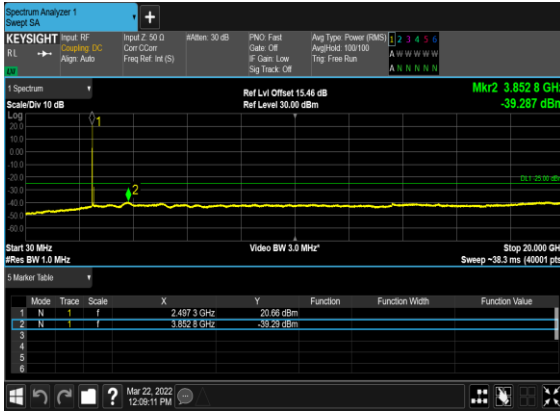 Spectrum Analyzer 1
Swept SA
+
KEYSIGHT Input: RF Input Z: 50 Ω #Atten: 30 dB PNO: Fast Avg Type: Power (RMS) 1 2 3 4 5 6
RL Coupling: DC Corr CCorr Gate: Off Avg|Hold: 100/100 A W W W W W
Align: Auto Freq Ref: Int (S) IF Gain: Low Trig: Free Run
Sig Track: Off A N N N N N
1 Spectrum Ref Lvl Offset 15.46 dB Mkr2 3.852 8 GHz
Scale/Div 10 dB Ref Level 30.00 dBm -39.287 dBm
Log
20.0
10.0
0.00
-10.0
-20.0
-30.0
-40.0
-50.0
-60.0
1
2
DL1 -25.00 dBm
Start 30 MHz Video BW 3.0 MHz* Stop 20.000 GHz
#Res BW 1.0 MHz Sweep ~38.3 ms (40001 pts)
5 Marker Table
Mode Trace Scale X Y Function Function Width Function Value
1 N 1 f 2.497 3 GHz 20.66 dBm
2 N 1 f 3.852 8 GHz -39.29 dBm
3
4
5
6
? Mar 22, 2022
12:09:11 PM